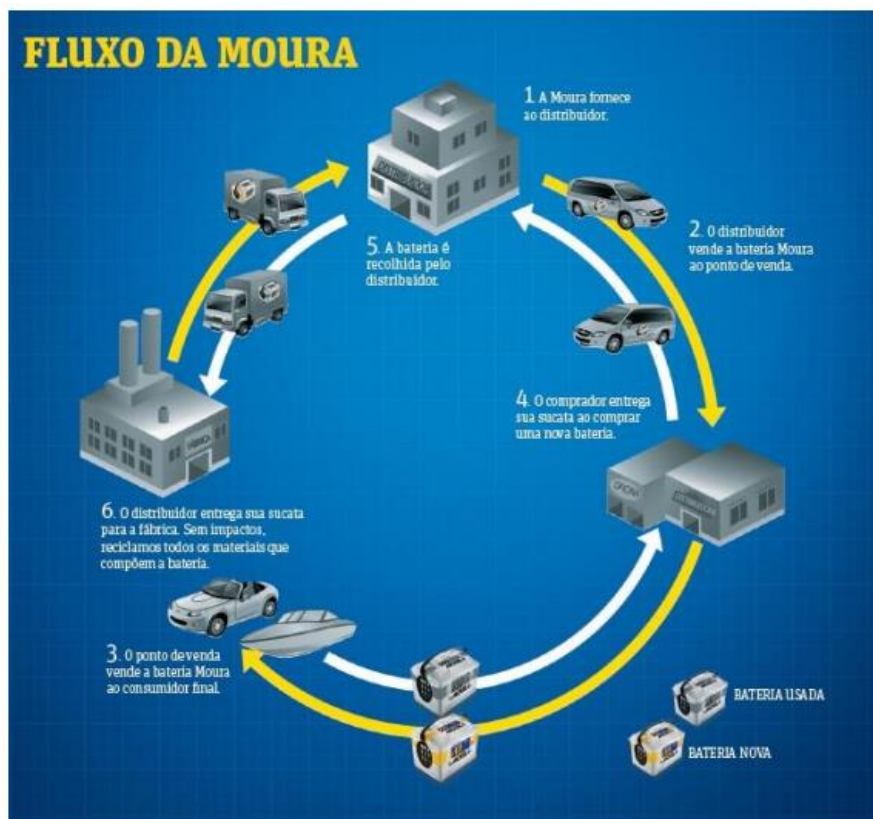 FLUXO DA MOURA
1. A Moura fornece
ao distribuidor.
2. O distribuidor
vende a bateria Moura
ao ponto de venda.
5. A bateria é
recolhida pelo
distribuidor.
4. O comprador entrega
sua sucata ao comprar
uma nova bateria.
FÁBRICA
OFICINA
6. O distribuidor entrega sua sucata
para a fábrica. Sem impactos,
reciclamos todos os materiais que
compõem a bateria.
3. O ponto de venda
vende a bateria Moura
ao consumidor final.
BATERIA USADA
BATERIA NOVA